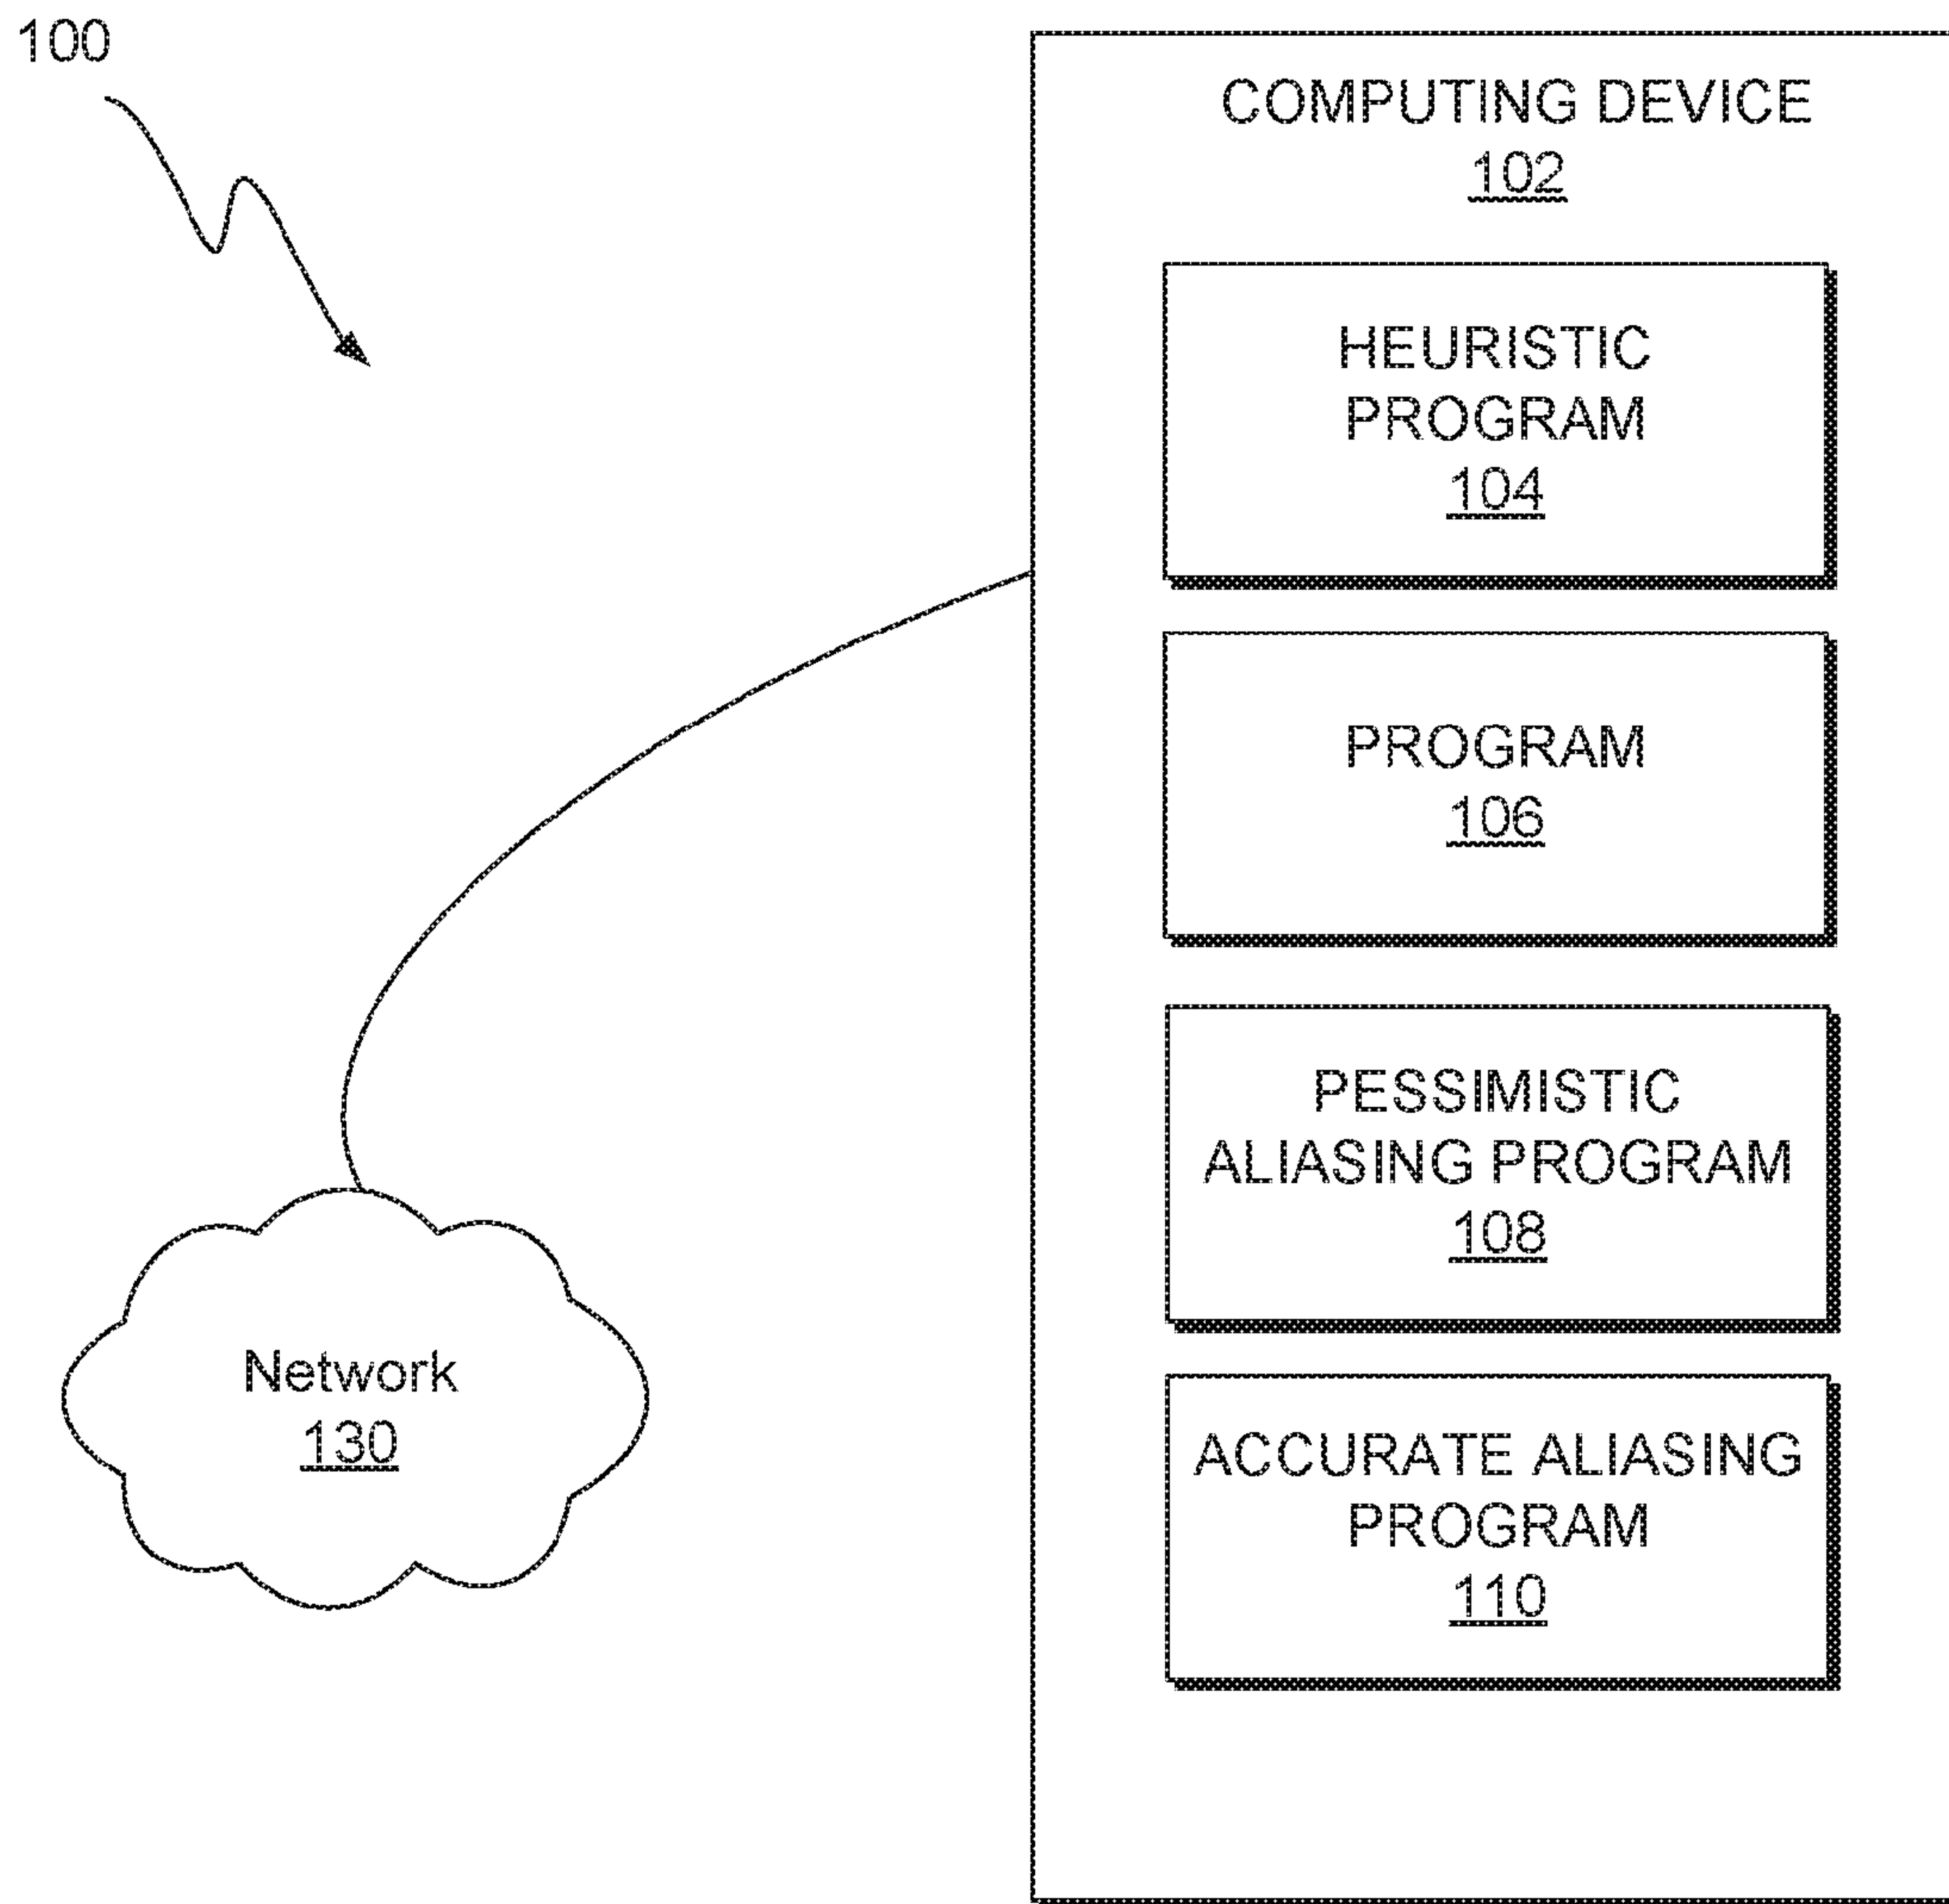 100
COMPUTING DEVICE
102
HEURISTIC
PROGRAM
104
PROGRAM
106
PESSIMISTIC
ALIASING PROGRAM
108
ACCURATE ALIASING
PROGRAM
110
Network
130